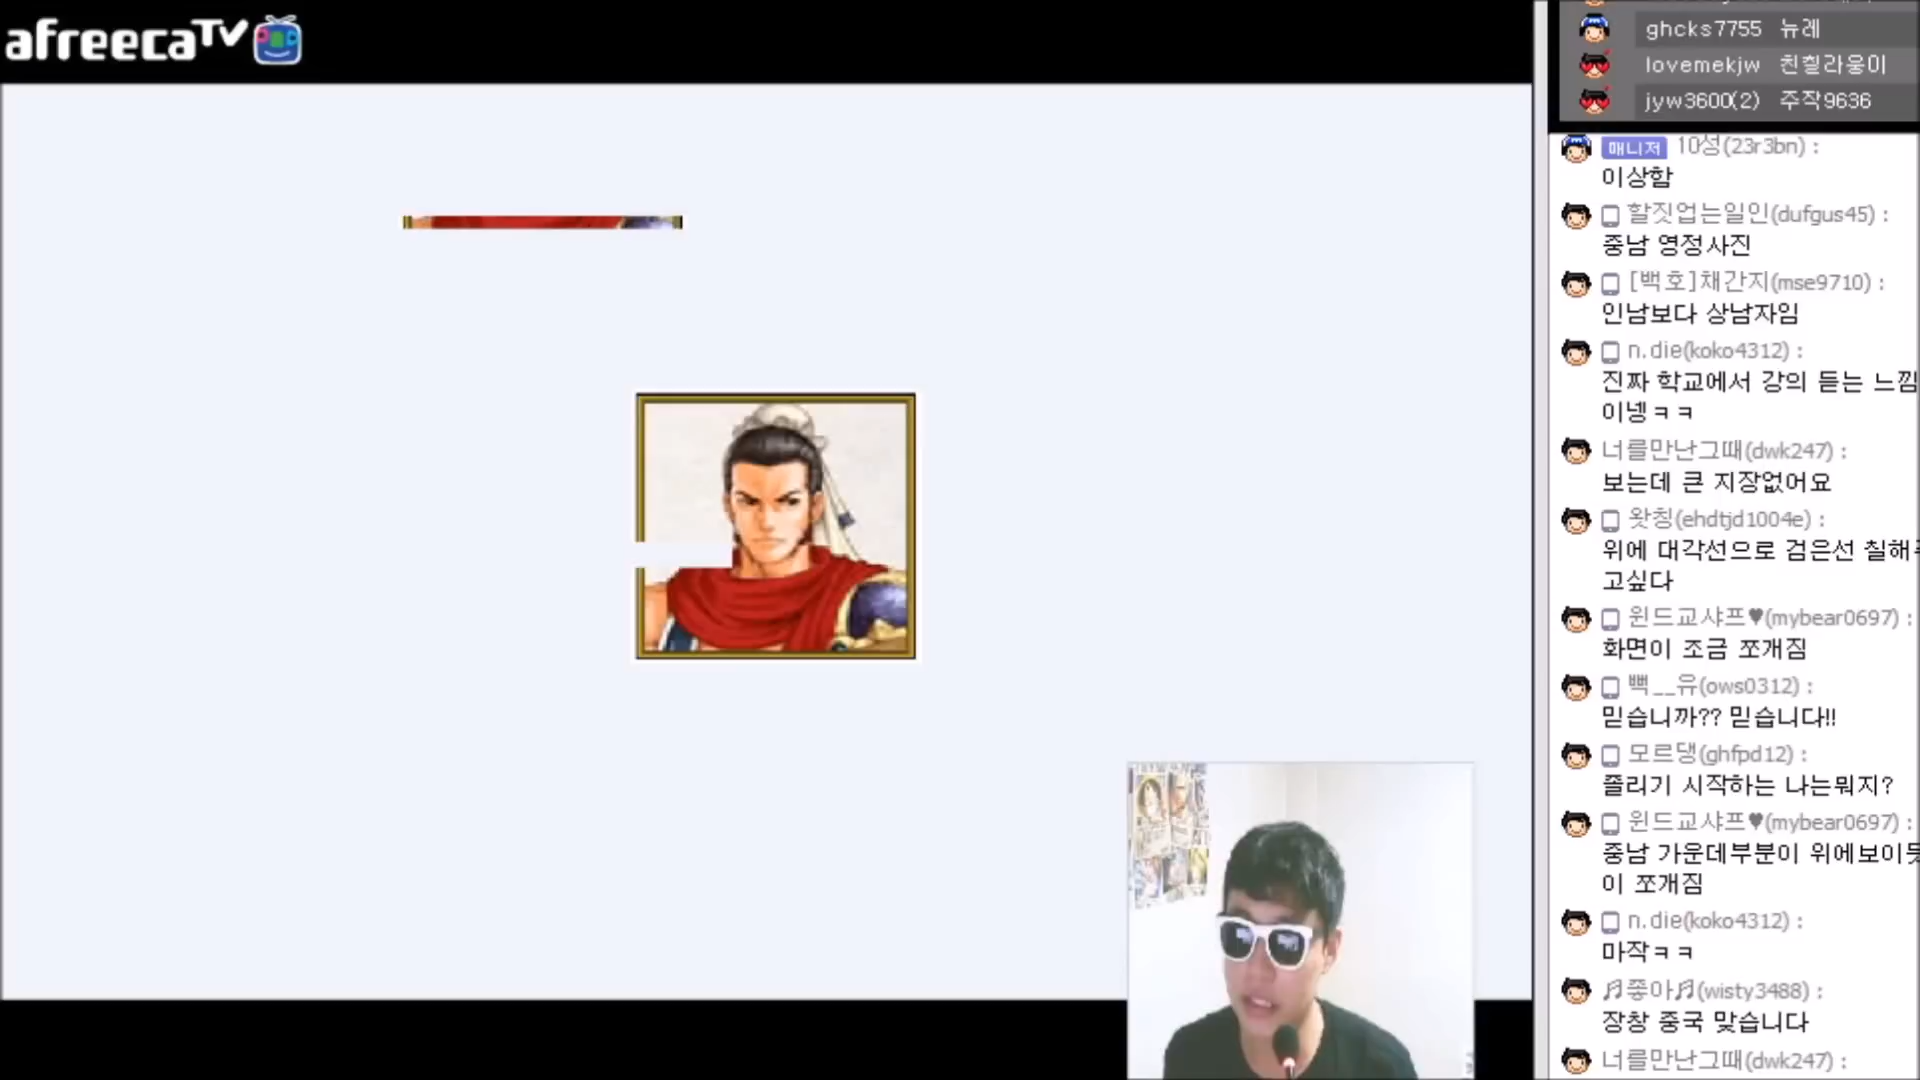 afreecaTV
ghcks7755 뉴레
lovemekjw 친칠라웅이
jyw3600(2) 주작9636
매니저 10성(23r3bn) :
이상함
할짓업는일인(dufgus45) :
중남 영정사진
[백호]채간지(mse9710) :
인남보다 상남자임
n.die(koko4312) :
진짜 학교에서 강의 듣는 느낌
이넹ㅋㅋ
너를만난그때(dwk247) :
보는데 큰 지장없어요
왓칭(ehdtjd1004e) :
위에 대각선으로 검은선 칠해주
고싶다
윈드교샤프♥(mybear0697) :
화면이 조금 쪼개짐
뻑__유(ows0312) :
믿습니까?? 믿습니다!!
모르댕(ghfpd12) :
쫄리기 시작하는 나는뭐지?
윈드교샤프♥(mybear0697) :
중남 가운데부분이 위에보이듯
이 쪼개짐
n.die(koko4312) :
마작ㅋㅋ
♬좋아♬(wisty3488) :
장창 중국 맞습니다
너를만난그때(dwk247) :